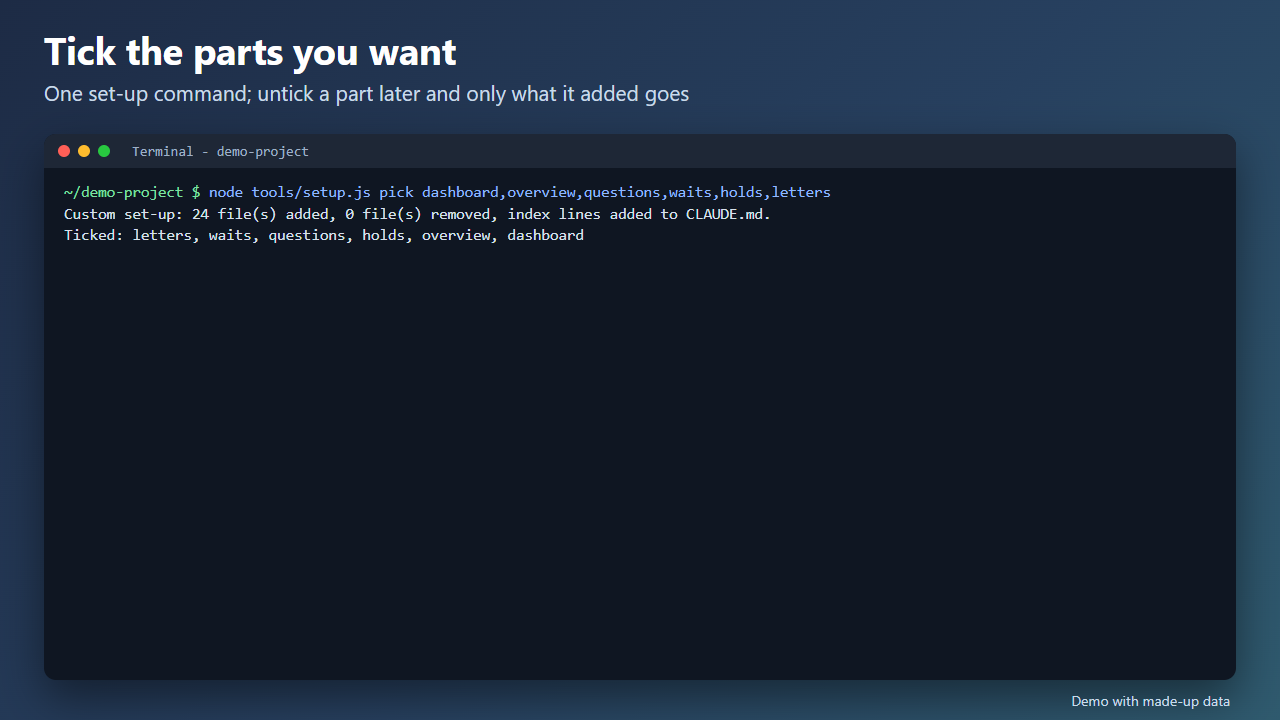 Tick the parts you want
One set-up command; untick a part later and only what it added goes
Terminal - demo-project
~/demo-project $ node tools/setup.js pick dashboard,overview,questions,waits,holds,letters
Custom set-up: 24 file(s) added, 0 file(s) removed, index lines added to CLAUDE.md.
Ticked: letters, waits, questions, holds, overview, dashboard
Demo with made-up data